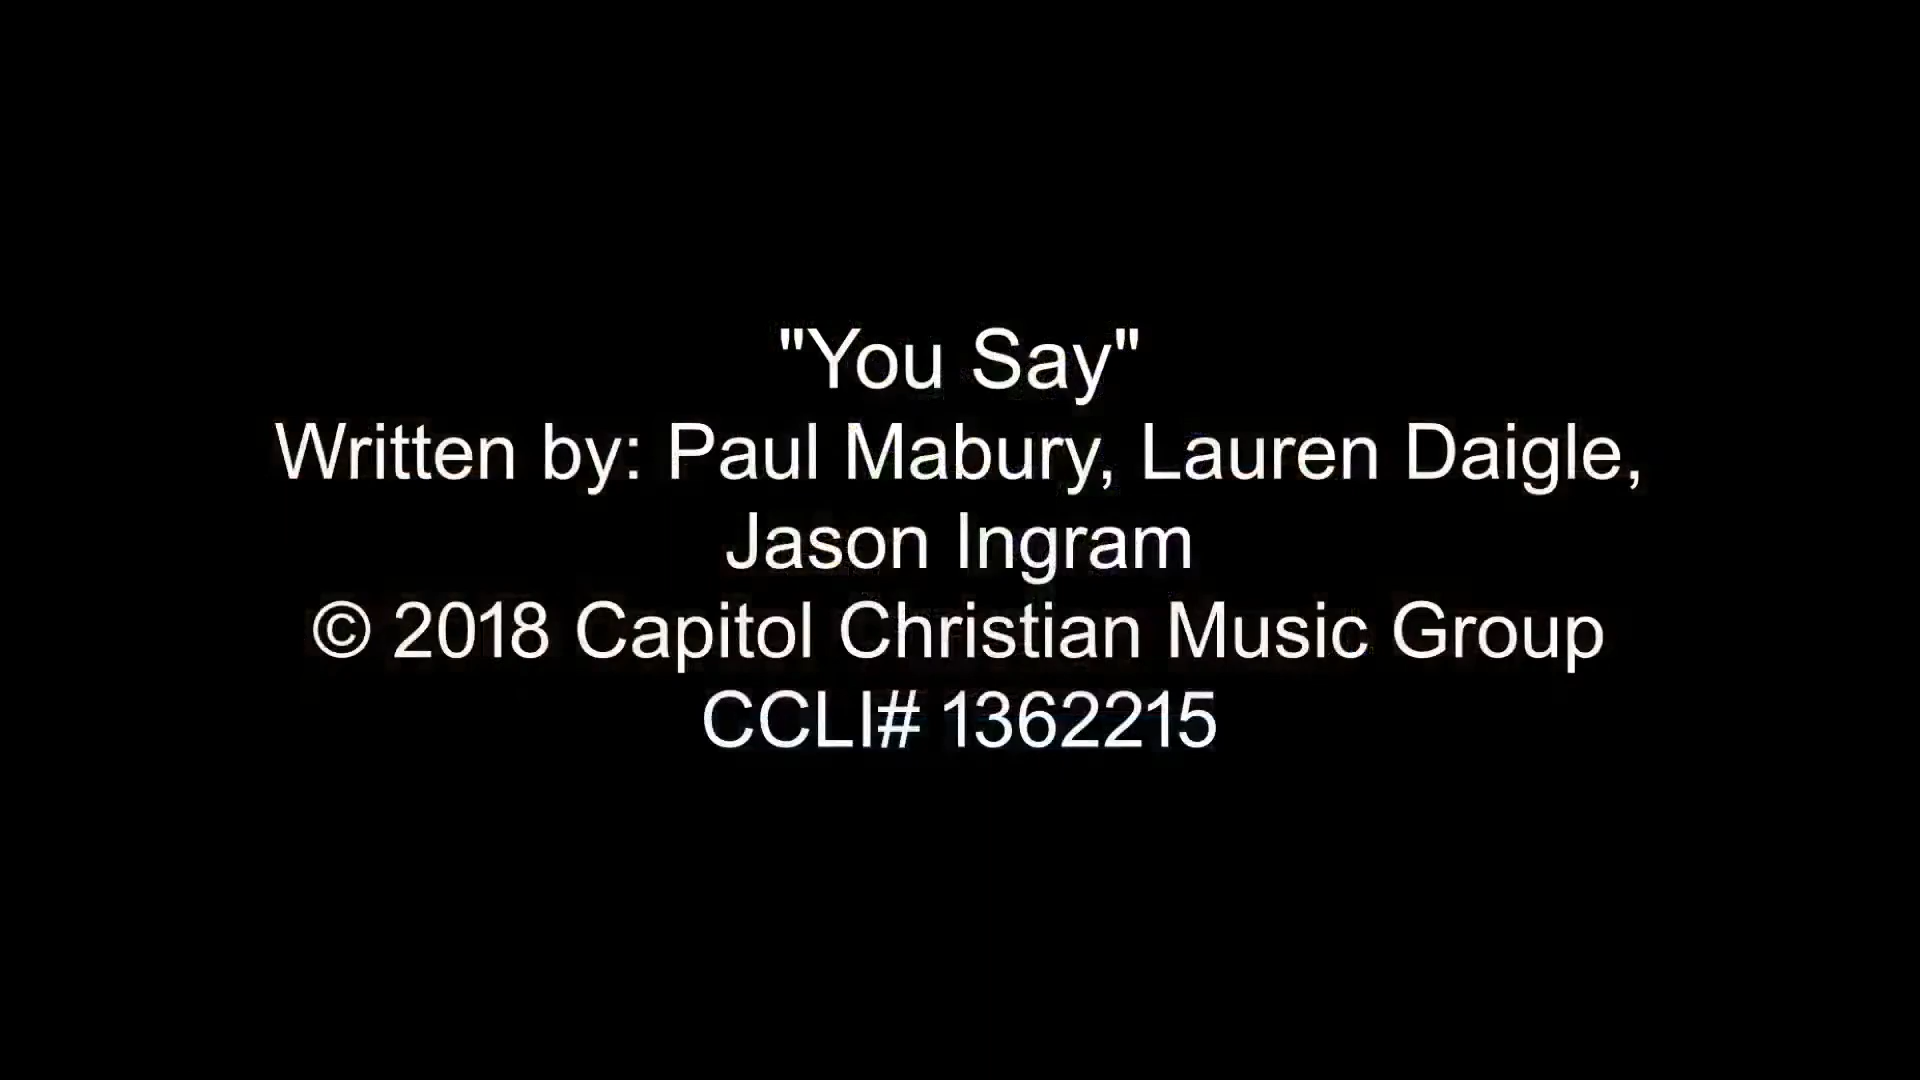 "You Say"
Written by: Paul Mabury, Lauren Daigle,
Jason Ingram
© 2018 Capitol Christian Music Group
CCLI# 1362215